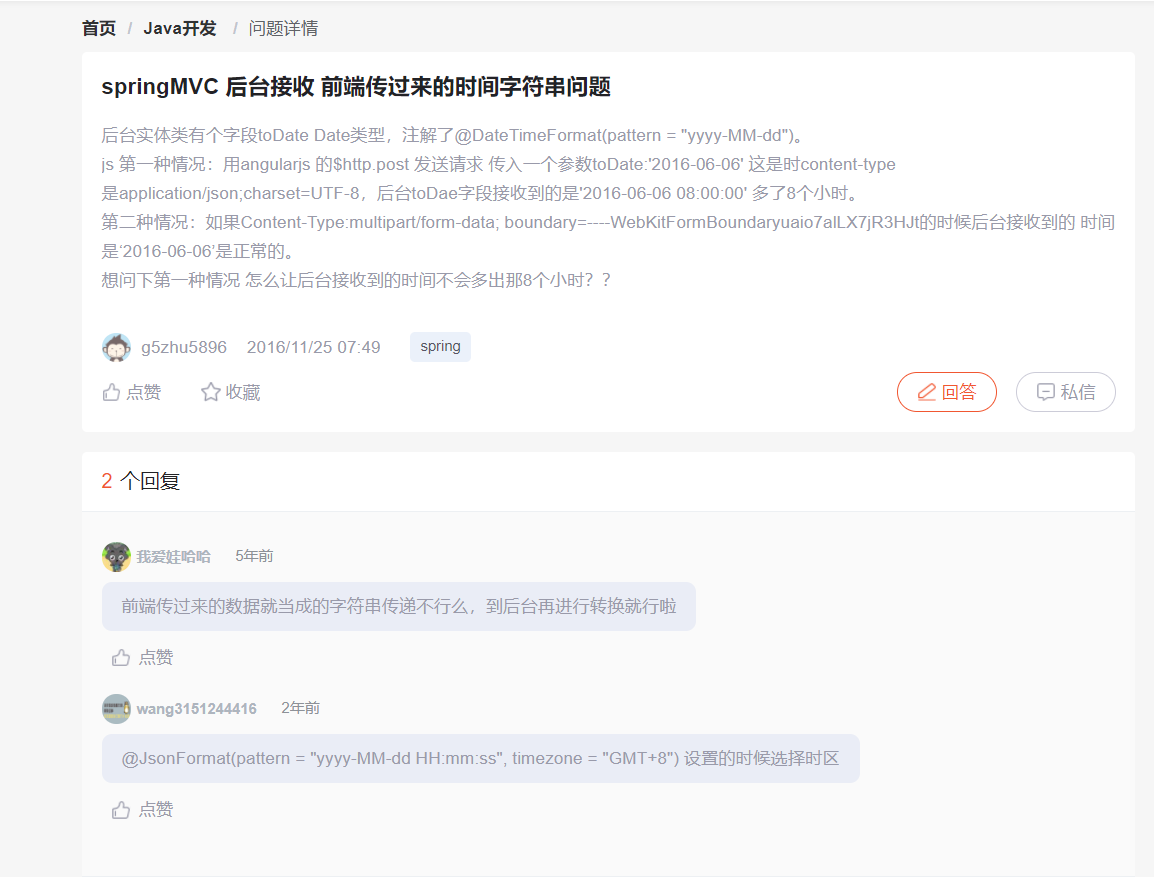 首页 / Java开发 / 问题详情
springMVC 后台接收 前端传过来的时间字符串问题
后台实体类有个字段toDate Date类型，注解了@DateTimeFormat(pattern = "yyyy-MM-dd")。
js 第一种情况：用angularjs 的$http.post 发送请求 传入一个参数toDate:'2016-06-06' 这是时content-type
是application/json;charset=UTF-8，后台toDae字段接收到的是'2016-06-06 08:00:00' 多了8个小时。
第二种情况：如果Content-Type:multipart/form-data; boundary=----WebKitFormBoundaryuaio7alLX7jR3HJt的时候后台接收到的 时间
是‘2016-06-06’是正常的。
想问下第一种情况 怎么让后台接收到的时间不会多出那8个小时？？
g5zhu5896 2016/11/25 07:49 spring
点赞 收藏 回答 私信
2 个回复
我爱娃哈哈 5年前
前端传过来的数据就当成的字符串传递不行么，到后台再进行转换就行啦
点赞
wang3151244416 2年前
@JsonFormat(pattern = "yyyy-MM-dd HH:mm:ss", timezone = "GMT+8") 设置的时候选择时区
点赞